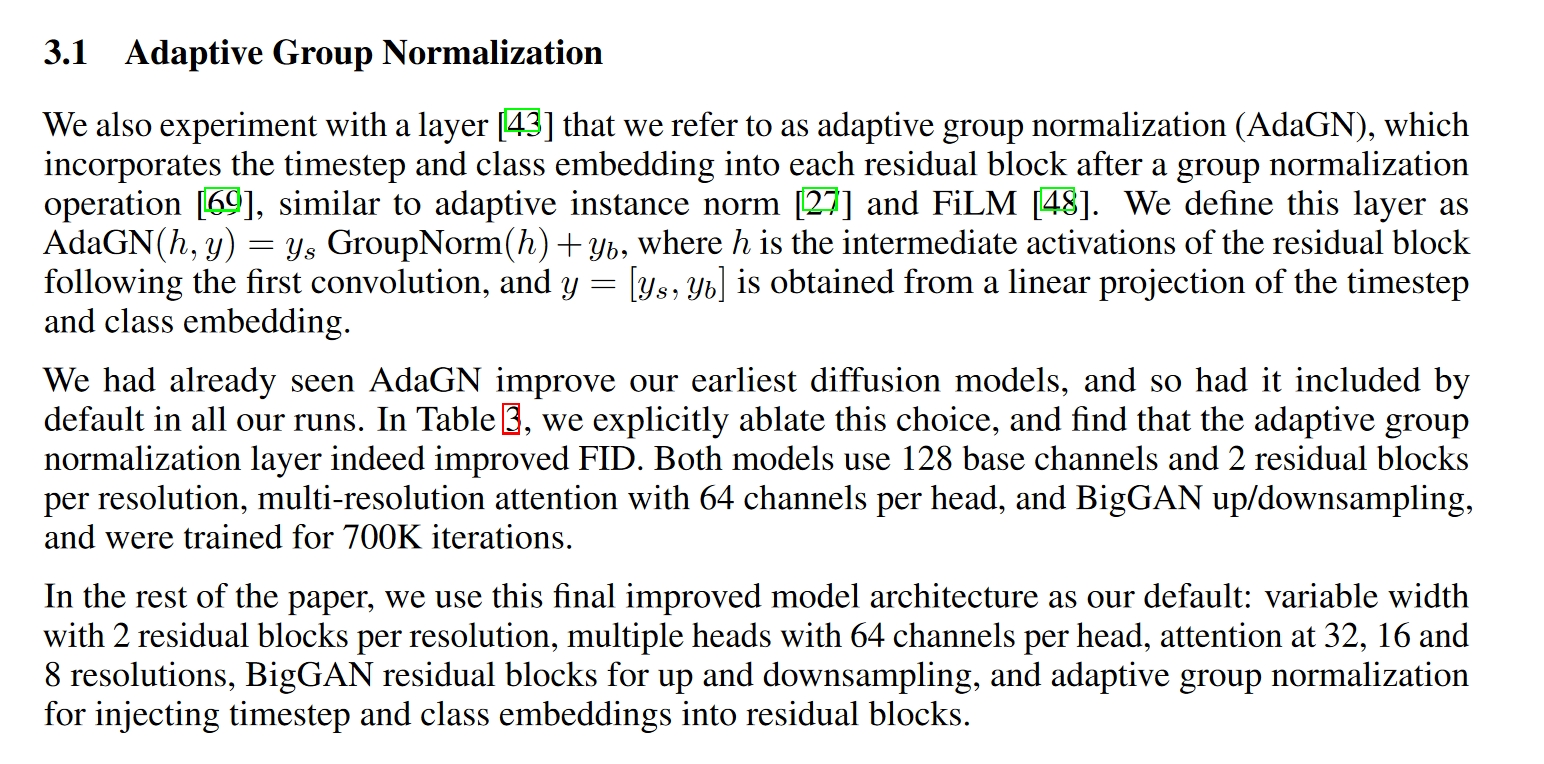 3.1 Adaptive Group Normalization
We also experiment with a layer [43] that we refer to as adaptive group normalization (AdaGN), which
incorporates the timestep and class embedding into each residual block after a group normalization
operation [69], similar to adaptive instance norm [27] and FiLM [48]. We define this layer as
AdaGN(h, y) = y_s GroupNorm(h) + y_b, where h is the intermediate activations of the residual block
following the first convolution, and y = [y_s, y_b] is obtained from a linear projection of the timestep
and class embedding.
We had already seen AdaGN improve our earliest diffusion models, and so had it included by
default in all our runs. In Table 3, we explicitly ablate this choice, and find that the adaptive group
normalization layer indeed improved FID. Both models use 128 base channels and 2 residual blocks
per resolution, multi-resolution attention with 64 channels per head, and BigGAN up/downsampling,
and were trained for 700K iterations.
In the rest of the paper, we use this final improved model architecture as our default: variable width
with 2 residual blocks per resolution, multiple heads with 64 channels per head, attention at 32, 16 and
8 resolutions, BigGAN residual blocks for up and downsampling, and adaptive group normalization
for injecting timestep and class embeddings into residual blocks.